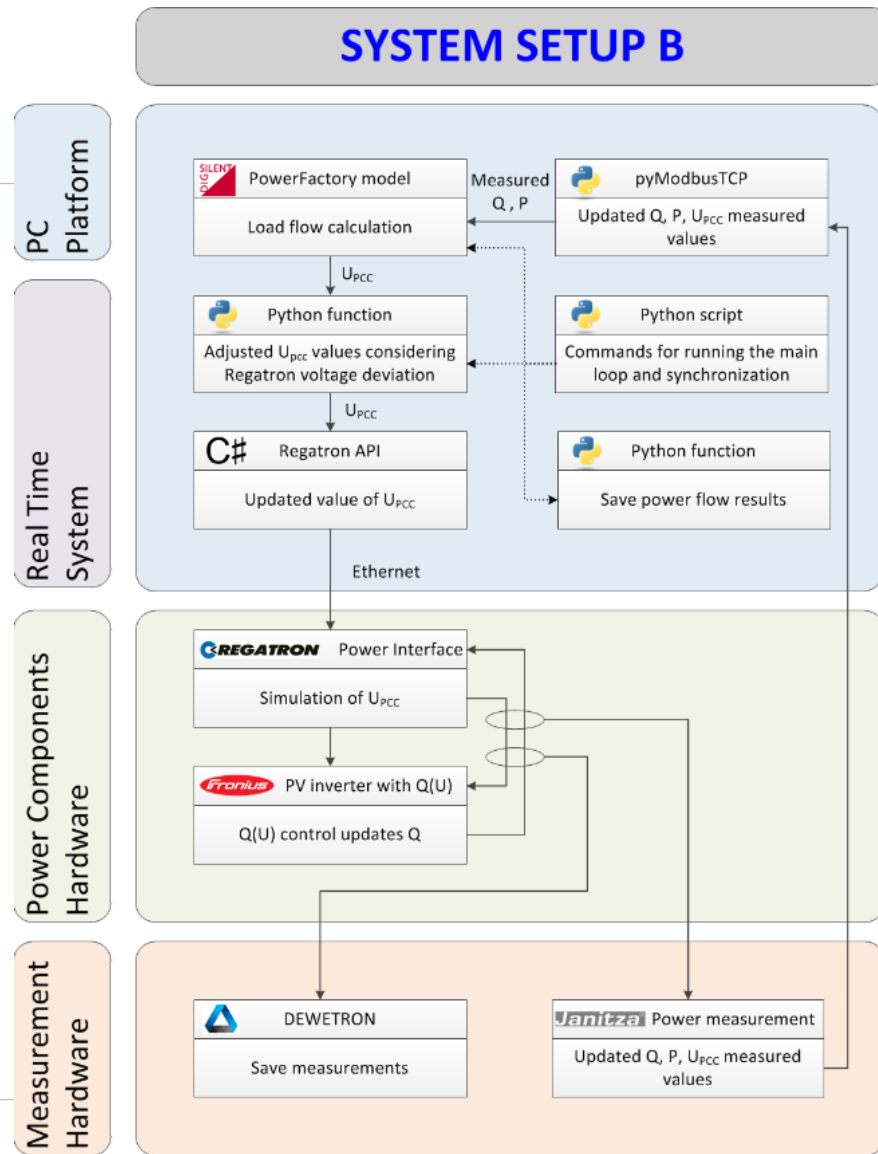 SYSTEM SETUP B
PC
Platform
DIG
SILENT
PowerFactory model
Load flow calculation
Measured
Q , P
pyModbusTCP
Updated Q, P, UPCC measured
values
UPCC
Real Time
System
Python function
Adjusted Upcc values considering
Regatron voltage deviation
Python script
Commands for running the main
loop and synchronization
UPCC
C#
Regatron API
Updated value of UPCC
Python function
Save power flow results
Ethernet
Power Components
Hardware
REGATRON Power Interface
Simulation of UPCC
Fronius PV inverter with Q(U)
Q(U) control updates Q
Measurement
Hardware
DEWETRON
Save measurements
Janitza Power measurement
Updated Q, P, UPCC measured
values